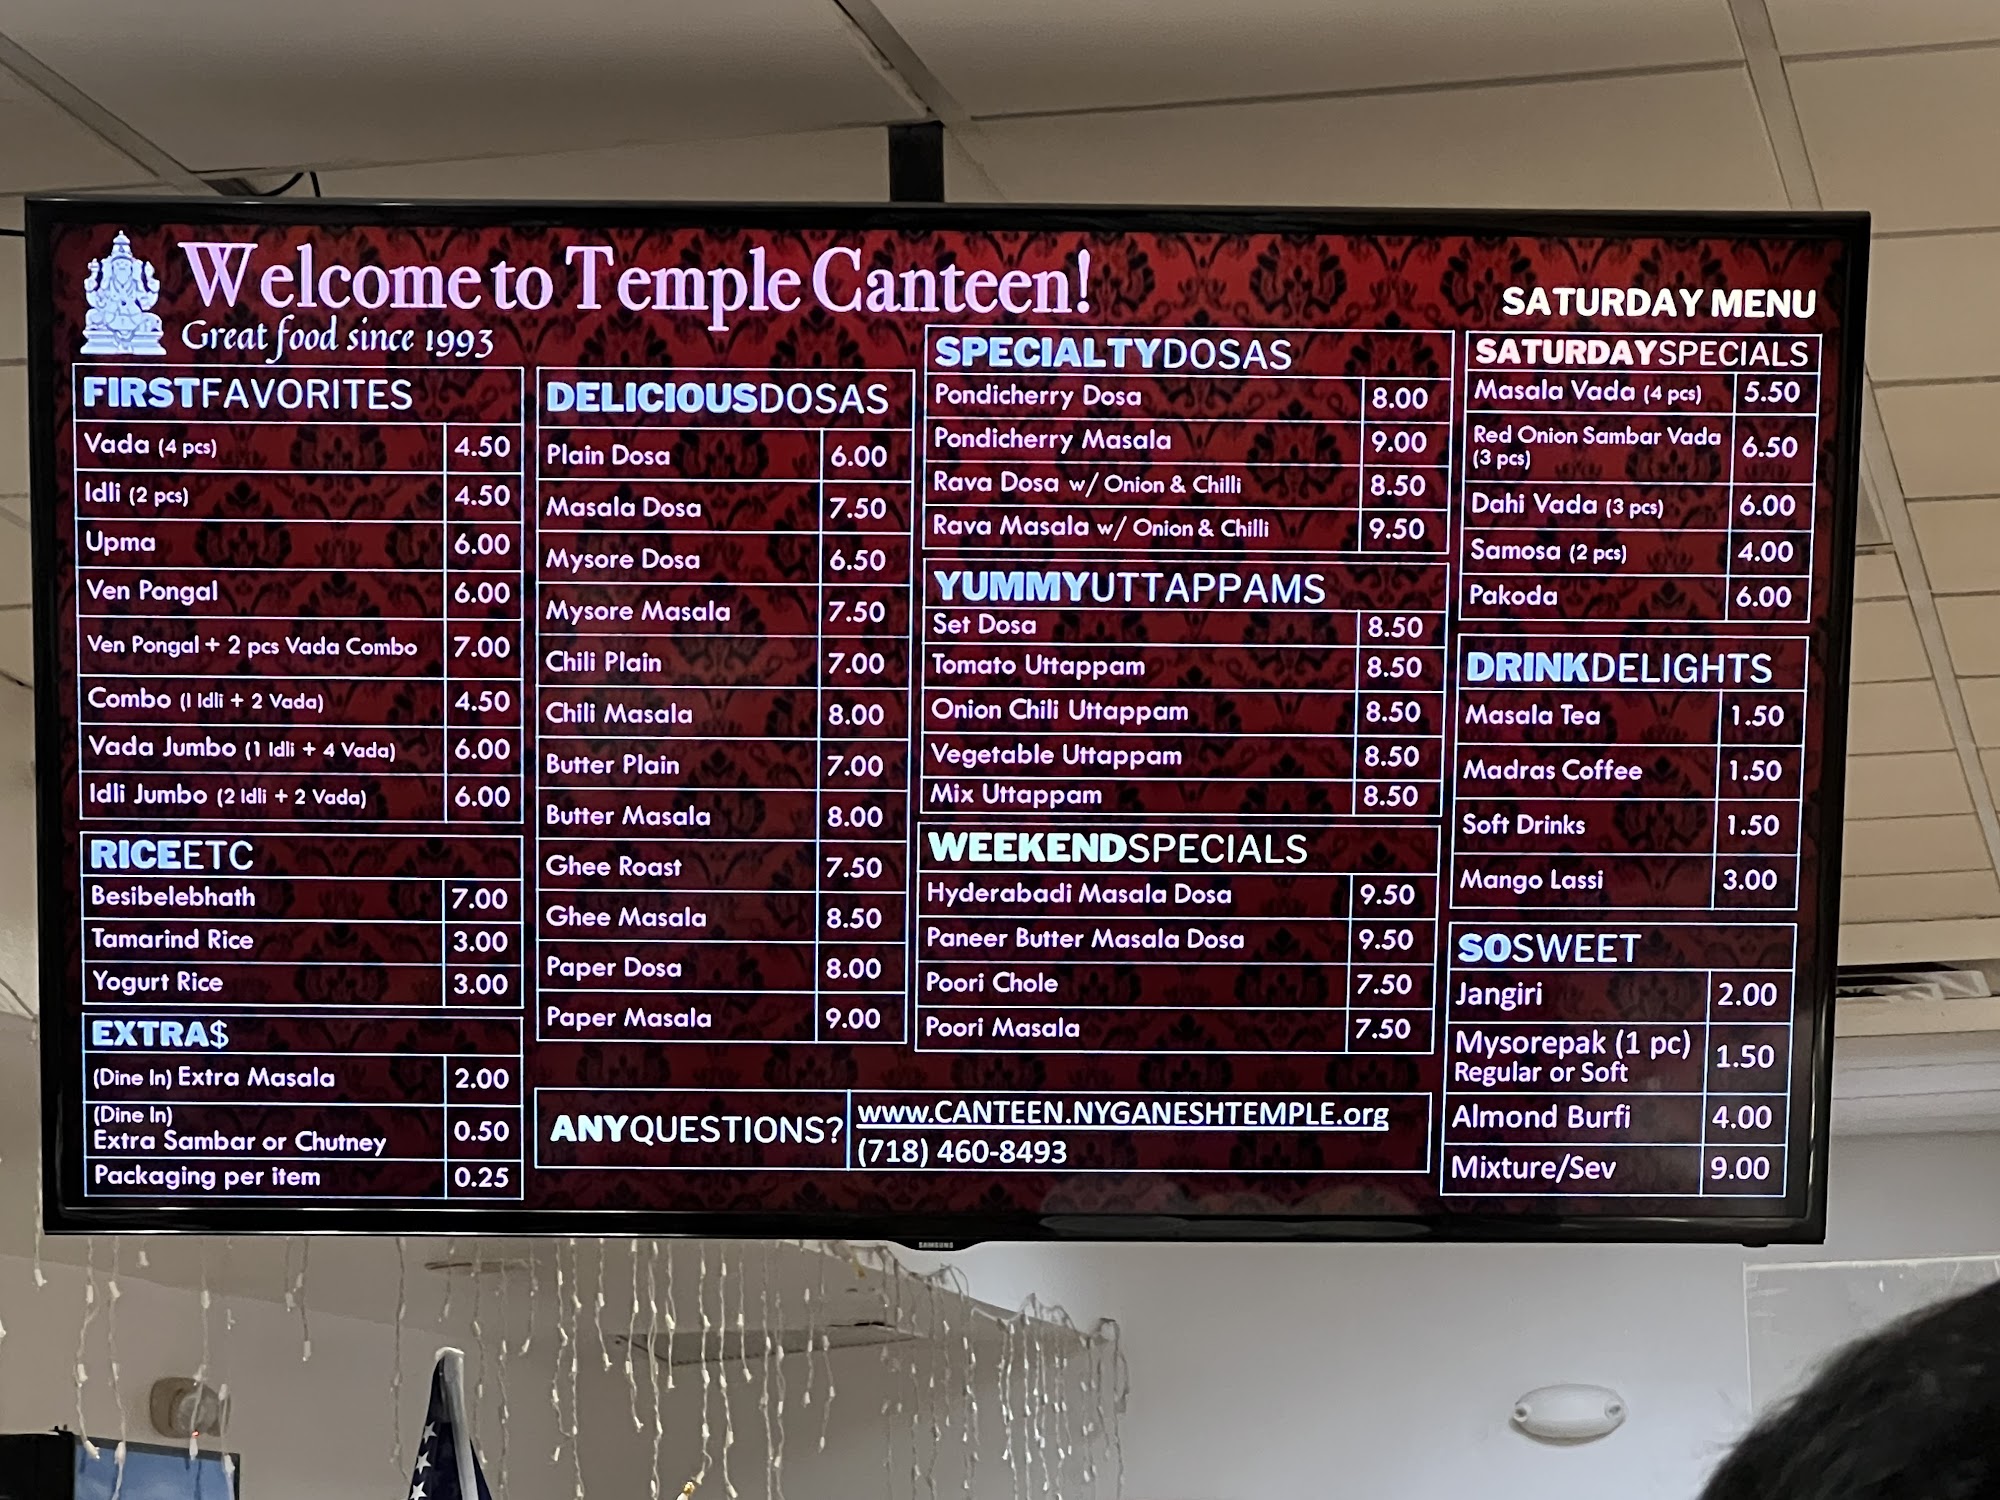 Welcome to Temple Canteen!
Great food since 1993
SATURDAY MENU
FIRSTFAVORITES
Vada (4 pcs) 4.50
Idli (2 pcs) 4.50
Upma 6.00
Ven Pongal 6.00
Ven Pongal + 2 pcs Vada Combo 7.00
Combo (1 Idli + 2 Vada) 4.50
Vada Jumbo (1 Idli + 4 Vada) 6.00
Idli Jumbo (2 Idli + 2 Vada) 6.00
RICEETC
Besibelebhath 7.00
Tamarind Rice 3.00
Yogurt Rice 3.00
EXTRA$
(Dine In) Extra Masala 2.00
(Dine In)
Extra Sambar or Chutney 0.50
Packaging per item 0.25
DELICIOUSDOSAS
Plain Dosa 6.00
Masala Dosa 7.50
Mysore Dosa 6.50
Mysore Masala 7.50
Chili Plain 7.00
Chili Masala 8.00
Butter Plain 7.00
Butter Masala 8.00
Ghee Roast 7.50
Ghee Masala 8.50
Paper Dosa 8.00
Paper Masala 9.00
SPECIALTYDOSAS
Pondicherry Dosa 8.00
Pondicherry Masala 9.00
Rava Dosa w/ Onion & Chilli 8.50
Rava Masala w/ Onion & Chilli 9.50
YUMMYUTTAPPAMS
Set Dosa 8.50
Tomato Uttappam 8.50
Onion Chili Uttappam 8.50
Vegetable Uttappam 8.50
Mix Uttappam 8.50
WEEKENDSPECIALS
Hyderabadi Masala Dosa 9.50
Paneer Butter Masala Dosa 9.50
Poori Chole 7.50
Poori Masala 7.50
ANYQUESTIONS?
www.CANTEEN.NYGANESHTEMPLE.org
(718) 460-8493
SATURDAYSPECIALS
Masala Vada (4 pcs) 5.50
Red Onion Sambar Vada
(3 pcs) 6.50
Dahi Vada (3 pcs) 6.00
Samosa (2 pcs) 4.00
Pakoda 6.00
DRINKDELIGHTS
Masala Tea 1.50
Madras Coffee 1.50
Soft Drinks 1.50
Mango Lassi 3.00
SOSWEET
Jangiri 2.00
Mysorepak (1 pc) 1.50
Regular or Soft
Almond Burfi 4.00
Mixture/Sev 9.00
SAMSUNG